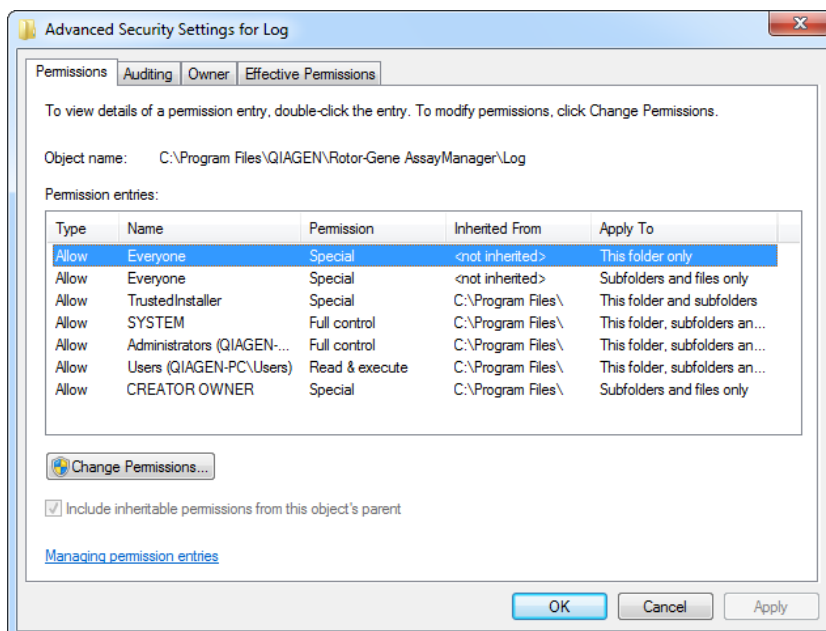 Advanced Security Settings for Log
Permissions Auditing Owner Effective Permissions
To view details of a permission entry, double-click the entry. To modify permissions, click Change Permissions.
Object name: C:\Program Files\QIAGEN\Rotor-Gene AssayManager\Log
Permission entries:
Type Name Permission Inherited From Apply To
Allow Everyone Special <not inherited> This folder only
Allow Everyone Special <not inherited> Subfolders and files only
Allow TrustedInstaller Special C:\Program Files\ This folder and subfolders
Allow SYSTEM Full control C:\Program Files\ This folder, subfolders an...
Allow Administrators (QIAGEN-... Full control C:\Program Files\ This folder, subfolders an...
Allow Users (QIAGEN-PC\Users) Read & execute C:\Program Files\ This folder, subfolders an...
Allow CREATOR OWNER Special C:\Program Files\ Subfolders and files only
Change Permissions...
Include inheritable permissions from this object's parent
Managing permission entries
OK Cancel Apply